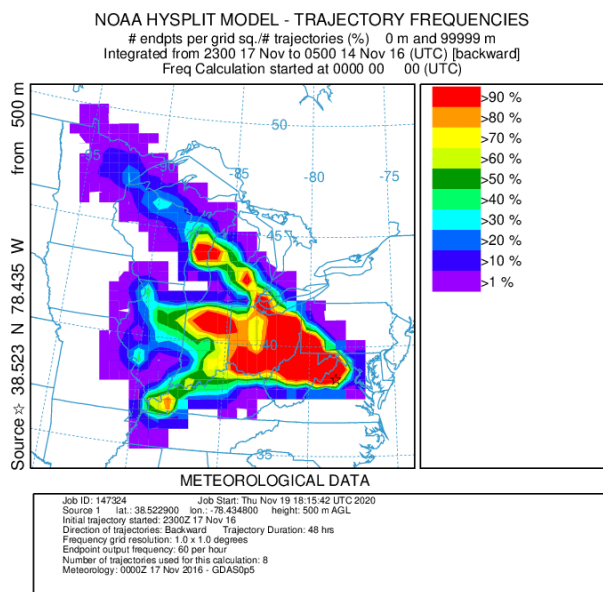 NOAA HYSPLIT MODEL - TRAJECTORY FREQUENCIES
# endpts per grid sq./# trajectories (%) 0 m and 99999 m
Integrated from 2300 17 Nov to 0500 14 Nov 16 (UTC) [backward]
Freq Calculation started at 0000 00 00 (UTC)
Source ☆ 38.523 N 78.435 W from 500 m
-95
-90
-85
-80
-75
50
45
40
35
>90 %
>80 %
>70 %
>60 %
>50 %
>40 %
>30 %
>20 %
>10 %
>1 %
METEOROLOGICAL DATA
Job ID: 147324 Job Start: Thu Nov 19 18:15:42 UTC 2020
Source 1 lat.: 38.522900 lon.: -78.434800 height: 500 m AGL
Initial trajectory started: 2300Z 17 Nov 16
Direction of trajectories: Backward Trajectory Duration: 48 hrs
Frequency grid resolution: 1.0 x 1.0 degrees
Endpoint output frequency: 60 per hour
Number of trajectories used for this calculation: 8
Meteorology: 0000Z 17 Nov 2016 - GDAS0p5